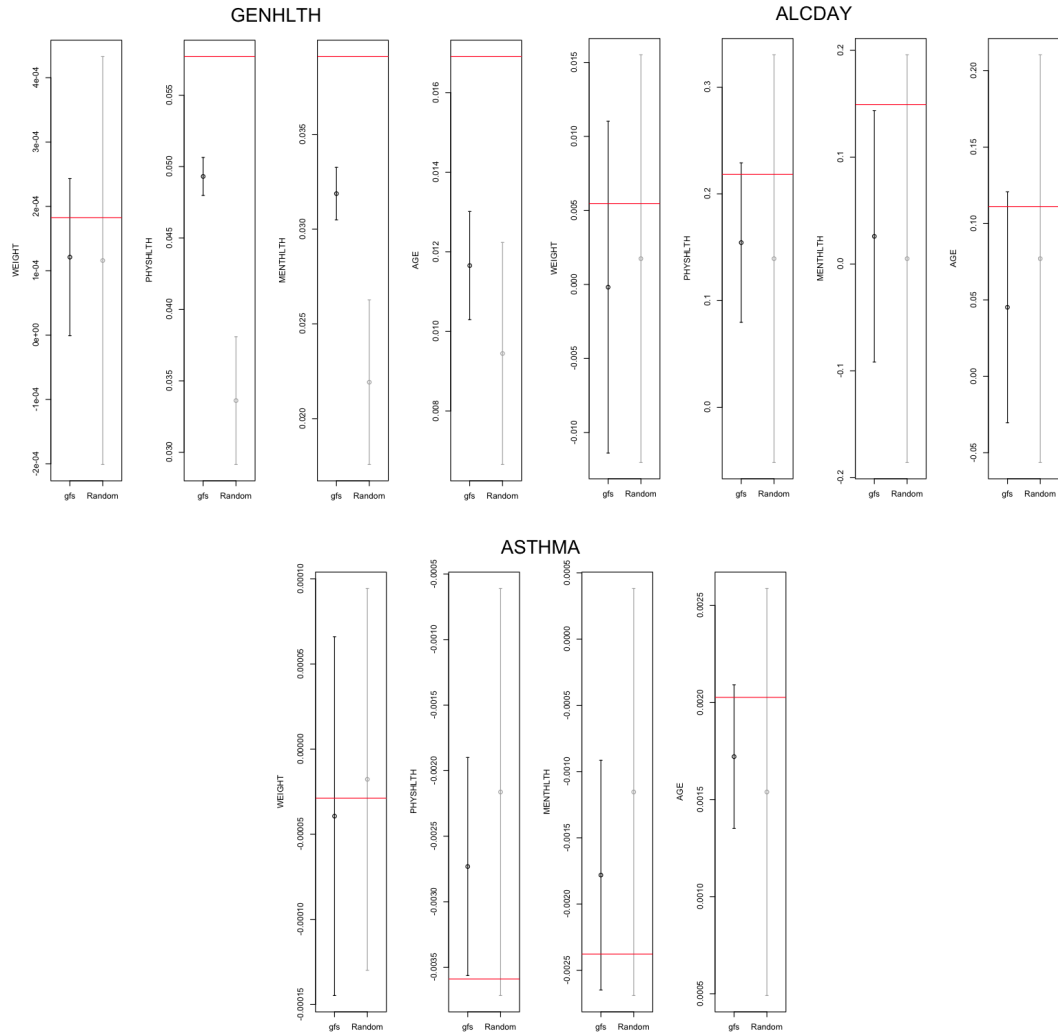 GENHLTH
WEIGHT
-2e-04
-1e-04
0e+00
1e-04
2e-04
3e-04
4e-04
gfs Random
PHYSHLTH
0.030
0.035
0.040
0.045
0.050
0.055
gfs Random
MENTHLTH
0.020
0.025
0.030
0.035
gfs Random
AGE
0.008
0.010
0.012
0.014
0.016
gfs Random
ALCDAY
WEIGHT
-0.010
-0.005
0.000
0.005
0.010
0.015
gfs Random
PHYSHLTH
0.0
0.1
0.2
0.3
gfs Random
MENTHLTH
-0.2
-0.1
0.0
0.1
0.2
gfs Random
AGE
-0.05
0.00
0.05
0.10
0.15
0.20
gfs Random
ASTHMA
WEIGHT
-0.00015
-0.00010
-0.00005
0.00000
0.00005
0.00010
gfs Random
PHYSHLTH
-0.0035
-0.0030
-0.0025
-0.0020
-0.0015
-0.0010
-0.0005
gfs Random
MENTHLTH
-0.0025
-0.0020
-0.0015
-0.0010
-0.0005
0.0000
0.0005
gfs Random
AGE
0.0005
0.0010
0.0015
0.0020
0.0025
gfs Random